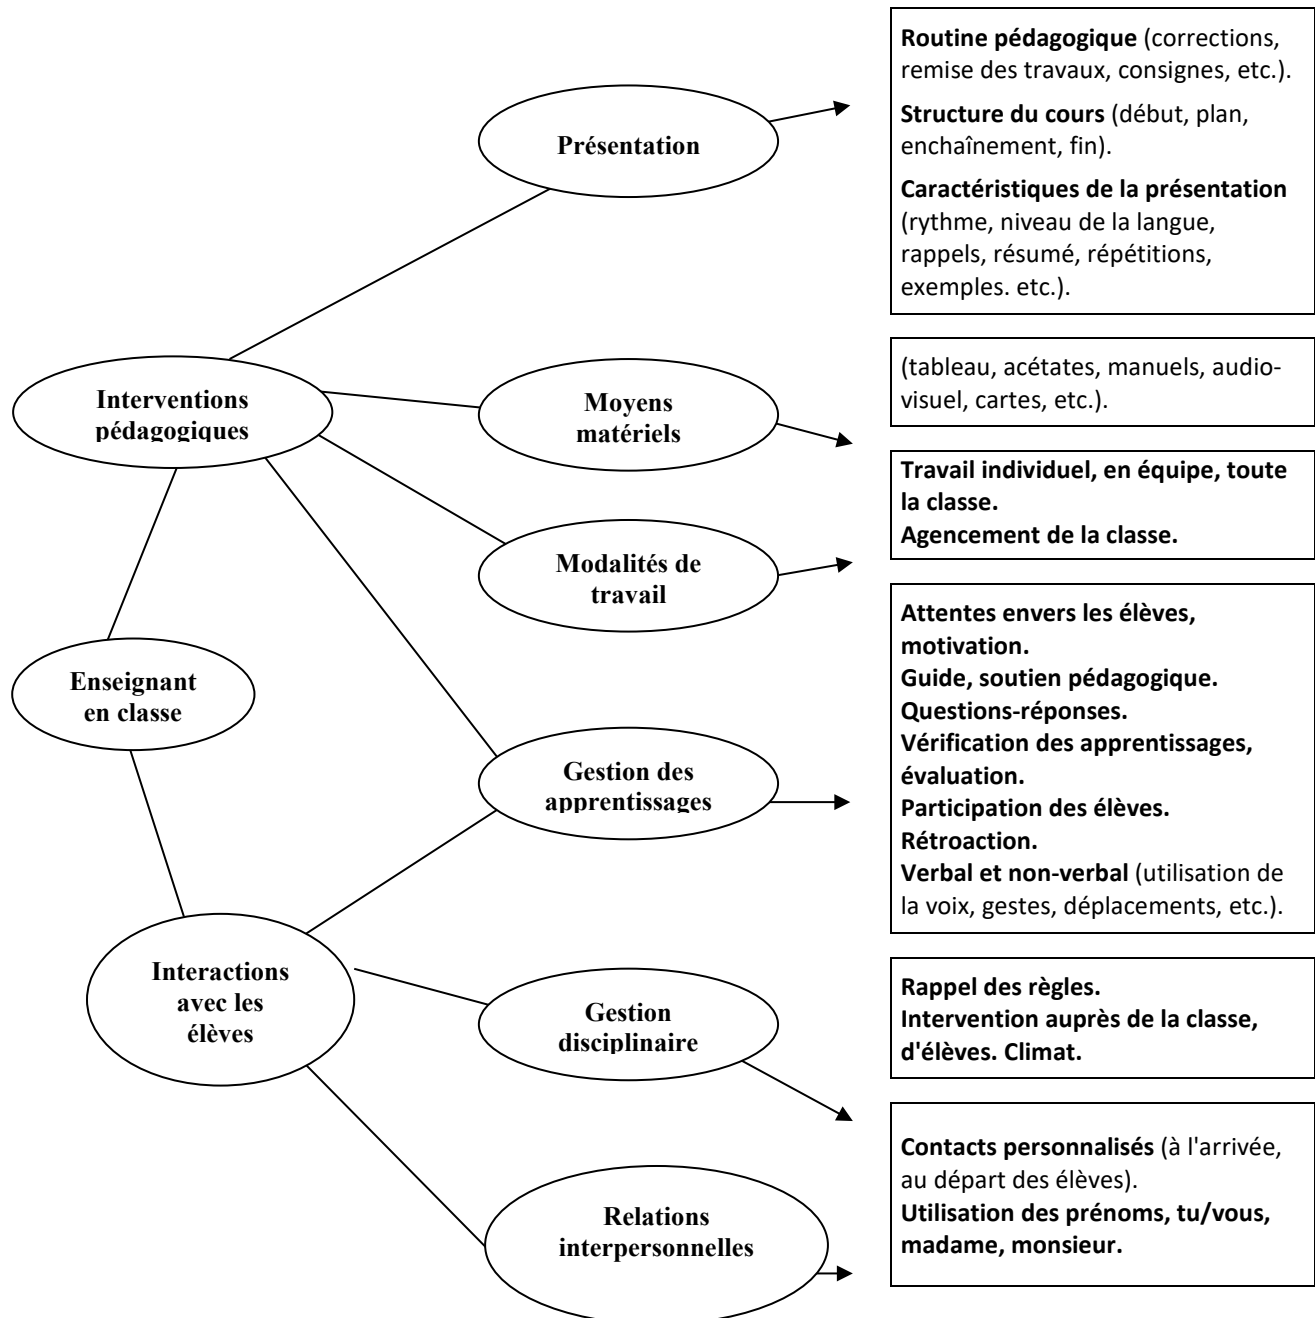 Routine pédagogique (corrections,
remise des travaux, consignes, etc.).
Structure du cours (début, plan,
enchaînement, fin).
Caractéristiques de la présentation
(rythme, niveau de la langue,
rappels, résumé, répétitions,
exemples. etc.).
Présentation
(tableau, acétates, manuels, audio-
visuel, cartes, etc.).
Interventions
pédagogiques
Moyens
matériels
Travail individuel, en équipe, toute
la classe.
Agencement de la classe.
Modalités de
travail
Attentes envers les élèves,
motivation.
Guide, soutien pédagogique.
Questions-réponses.
Vérification des apprentissages,
évaluation.
Participation des élèves.
Rétroaction.
Verbal et non-verbal (utilisation de
la voix, gestes, déplacements, etc.).
Enseignant
en classe
Gestion des
apprentissages
Interactions
avec les
élèves
Rappel des règles.
Intervention auprès de la classe,
d'élèves. Climat.
Gestion
disciplinaire
Contacts personnalisés (à l'arrivée,
au départ des élèves).
Utilisation des prénoms, tu/vous,
madame, monsieur.
Relations
interpersonnelles